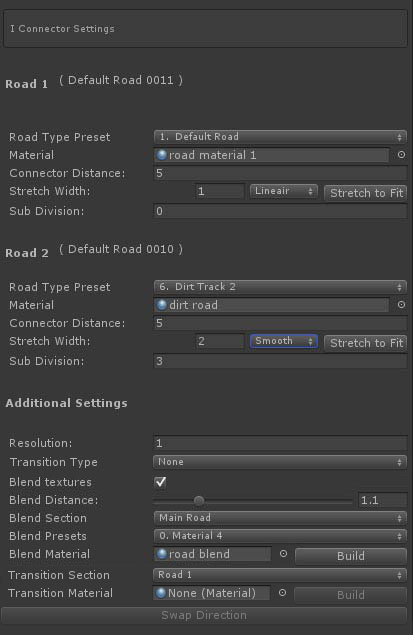 I Connector Settings
Road 1 ( Default Road 0011 )
Road Type Preset 1. Default Road
Material road material 1
Connector Distance: 5
Stretch Width: 1 Lineair Stretch to Fit
Sub Division: 0
Road 2 ( Default Road 0010 )
Road Type Preset 6. Dirt Track 2
Material dirt road
Connector Distance: 5
Stretch Width: 2 Smooth Stretch to Fit
Sub Division: 3
Additional Settings
Resolution: 1
Transition Type None
Blend textures
Blend Distance: 1.1
Blend Section Main Road
Blend Presets 0. Material 4
Blend Material road blend Build
Transition Section Road 1
Transition Material None (Material) Build
Swap Direction